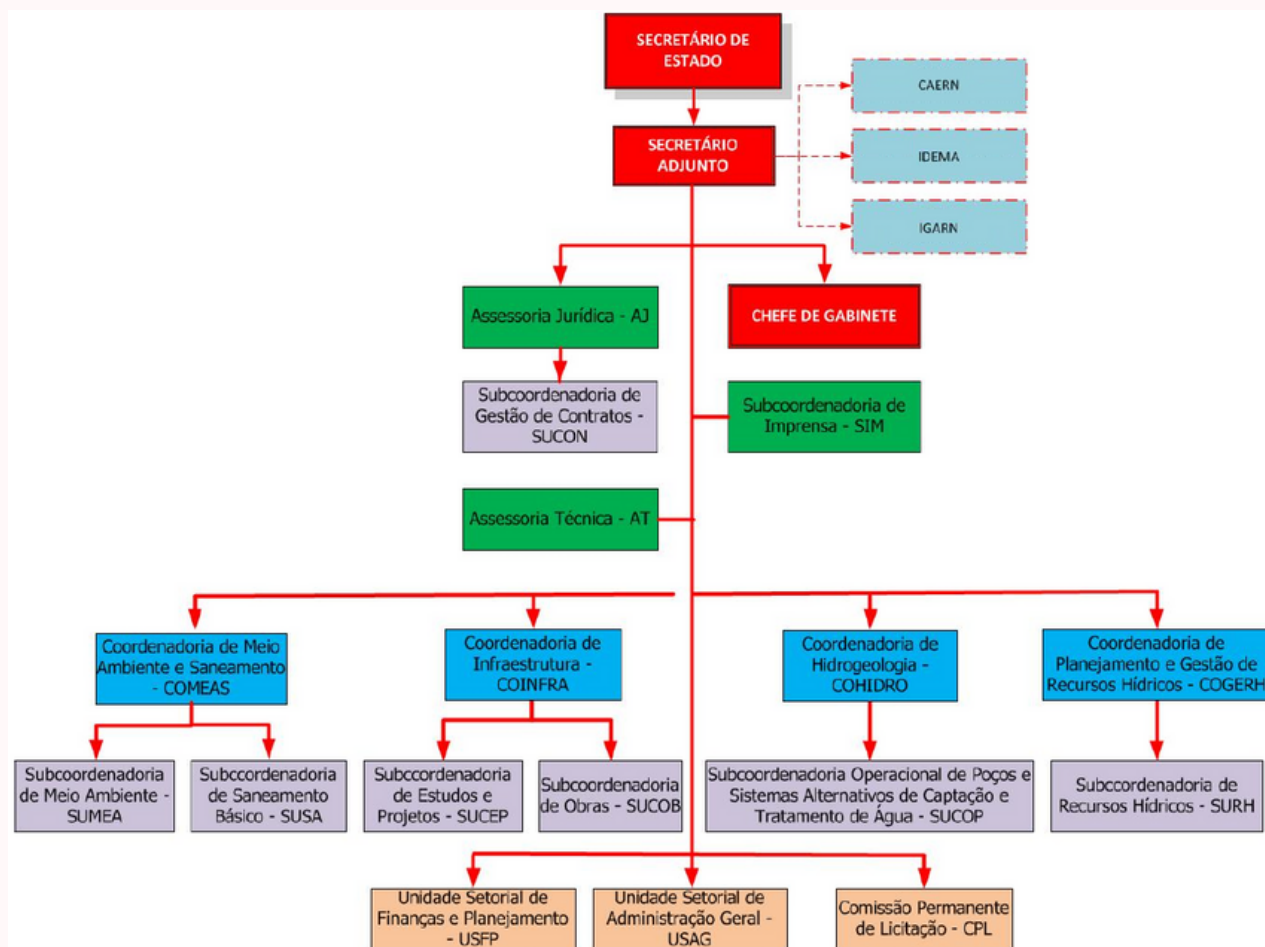 SECRETÁRIO DE
ESTADO
CAERN
SECRETÁRIO
ADJUNTO
IDEMA
IGARN
Assessoria Jurídica - AJ
CHEFE DE GABINETE
Subcoordenadoria de
Gestão de Contratos -
SUCON
Subcoordenadoria de
Imprensa - SIM
Assessoria Técnica - AT
Coordenadoria de Meio
Ambiente e Saneamento
- COMEAS
Coordenadoria de
Infraestrutura -
COINFRA
Coordenadoria de
Hidrogeologia -
COHIDRO
Coordenadoria de
Planejamento e Gestão de
Recursos Hídricos - COGERH
Subcoordenadoria
de Meio Ambiente -
SUMEA
Subccordenadoria
de Saneamento
Básico - SUSA
Subccordenadoria
de Estudos e
Projetos - SUCEP
Subcoordenadoria
de Obras - SUCOB
Subcoordenadoria Operacional de Poços e
Sistemas Alternativos de Captação e
Tratamento de Água - SUCOP
Subccordenadoria de
Recursos Hídricos - SURH
Unidade Setorial de
Finanças e Planejamento
- USFP
Unidade Setorial de
Administração Geral -
USAG
Comissão Permanente
de Licitação - CPL